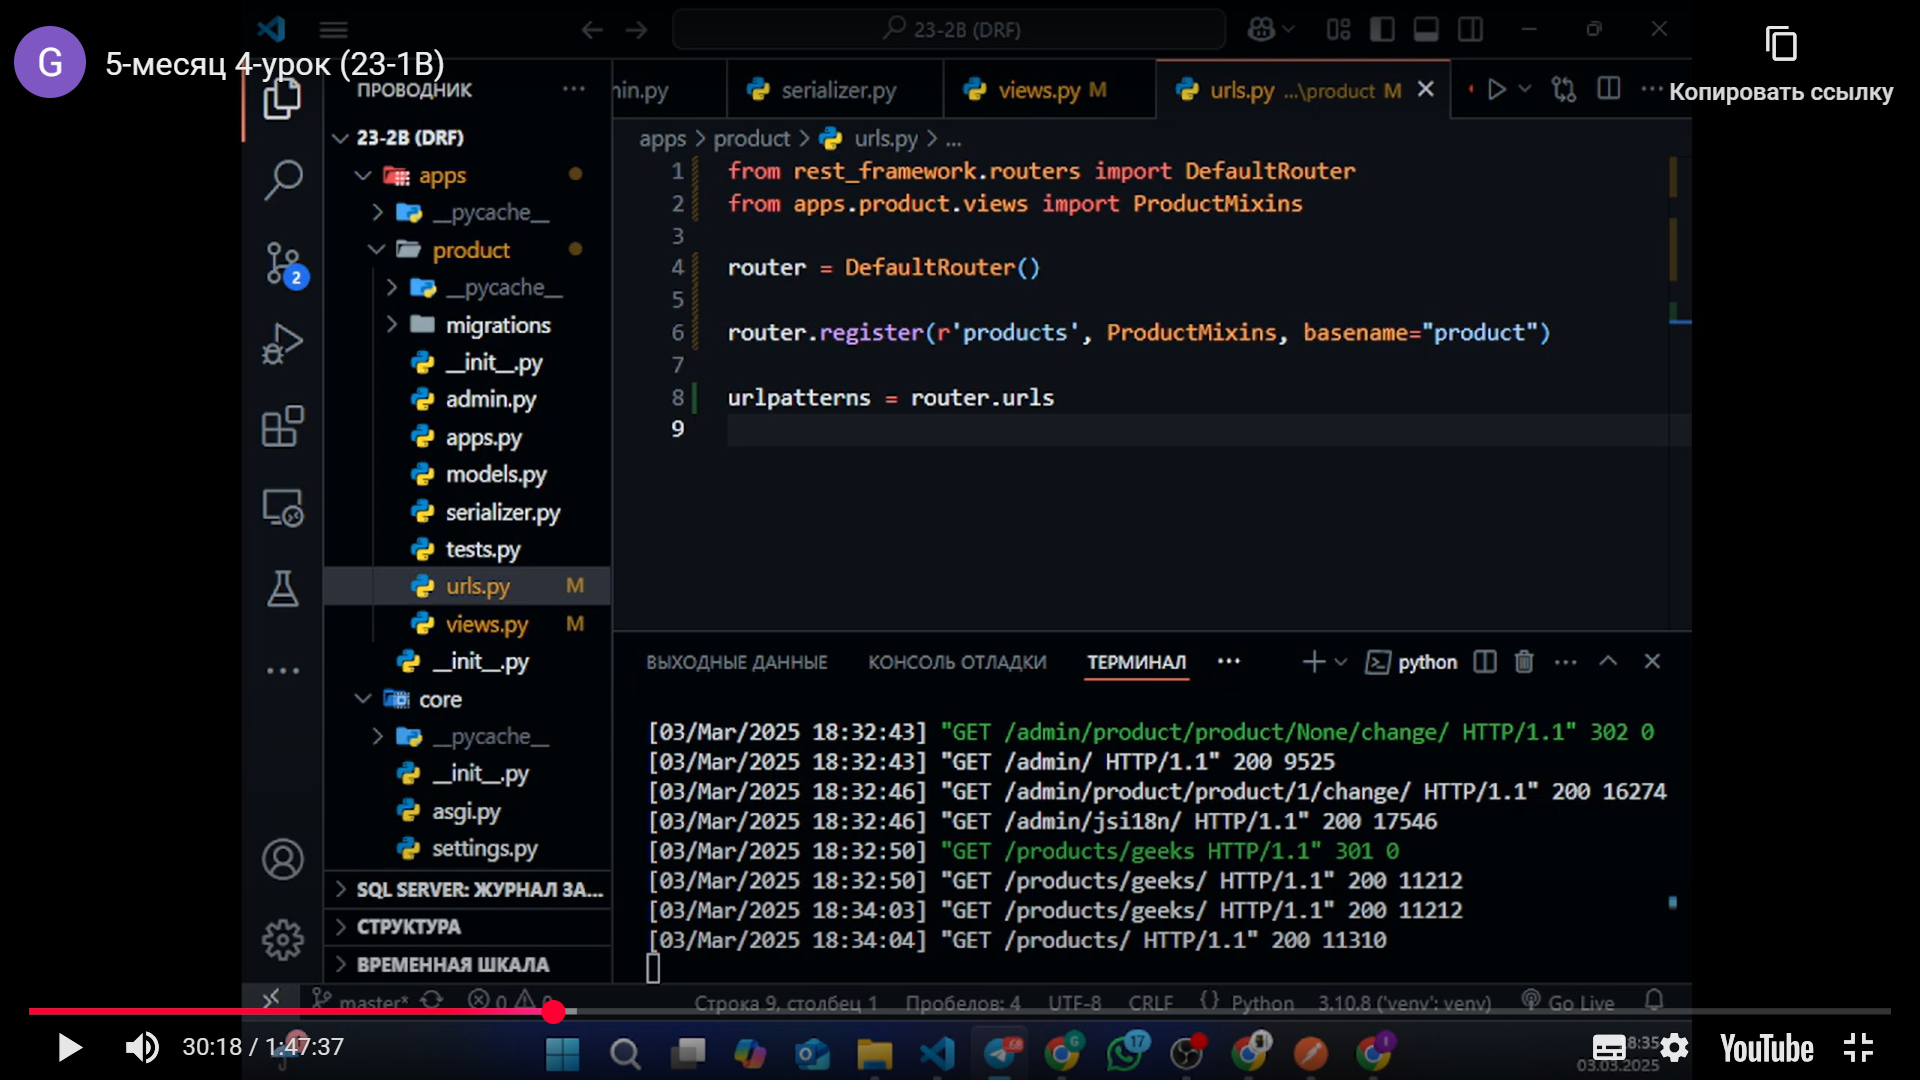 23-2B (DRF)
G
5-месяц 4-урок (23-1B)
Копировать ссылку
ПРОВОДНИК
in.py
serializer.py
views.py M
urls.py ...\product M
apps > product > urls.py > ...
23-2B (DRF)
apps
__pycache__
product
__pycache__
migrations
__init__.py
admin.py
apps.py
models.py
serializer.py
tests.py
urls.py M
views.py M
__init__.py
core
__pycache__
__init__.py
asgi.py
settings.py
SQL SERVER: ЖУРНАЛ ЗА...
СТРУКТУРА
ВРЕМЕННАЯ ШКАЛА
2
1 from rest_framework.routers import DefaultRouter
2 from apps.product.views import ProductMixins
3
4 router = DefaultRouter()
5
6 router.register(r'products', ProductMixins, basename="product")
7
8 urlpatterns = router.urls
9
ВЫХОДНЫЕ ДАННЫЕ
КОНСОЛЬ ОТЛАДКИ
ТЕРМИНАЛ
python
[03/Mar/2025 18:32:43] "GET /admin/product/product/None/change/ HTTP/1.1" 302 0
[03/Mar/2025 18:32:43] "GET /admin/ HTTP/1.1" 200 9525
[03/Mar/2025 18:32:46] "GET /admin/product/product/1/change/ HTTP/1.1" 200 16274
[03/Mar/2025 18:32:46] "GET /admin/jsi18n/ HTTP/1.1" 200 17546
[03/Mar/2025 18:32:50] "GET /products/geeks HTTP/1.1" 301 0
[03/Mar/2025 18:32:50] "GET /products/geeks/ HTTP/1.1" 200 11212
[03/Mar/2025 18:34:03] "GET /products/geeks/ HTTP/1.1" 200 11212
[03/Mar/2025 18:34:04] "GET /products/ HTTP/1.1" 200 11310
master* 0
Строка 9, столбец 1
Пробелов: 4
UTF-8
CRLF
{} Python
3.10.8 ('venv': venv)
Go Live
30:18 / 1:47:37
17
YouTube
03.03.2025